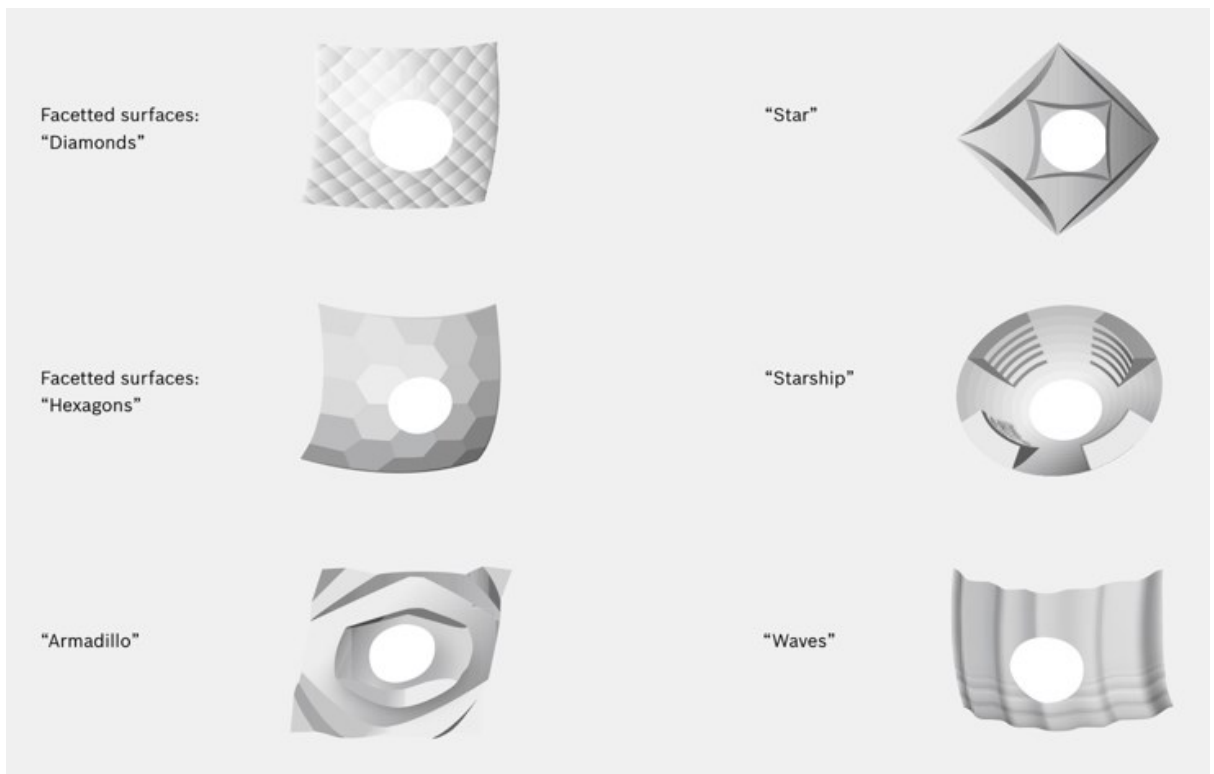 Facetted surfaces:
“Diamonds”
“Star”
Facetted surfaces:
“Hexagons”
“Starship”
“Armadillo”
“Waves”